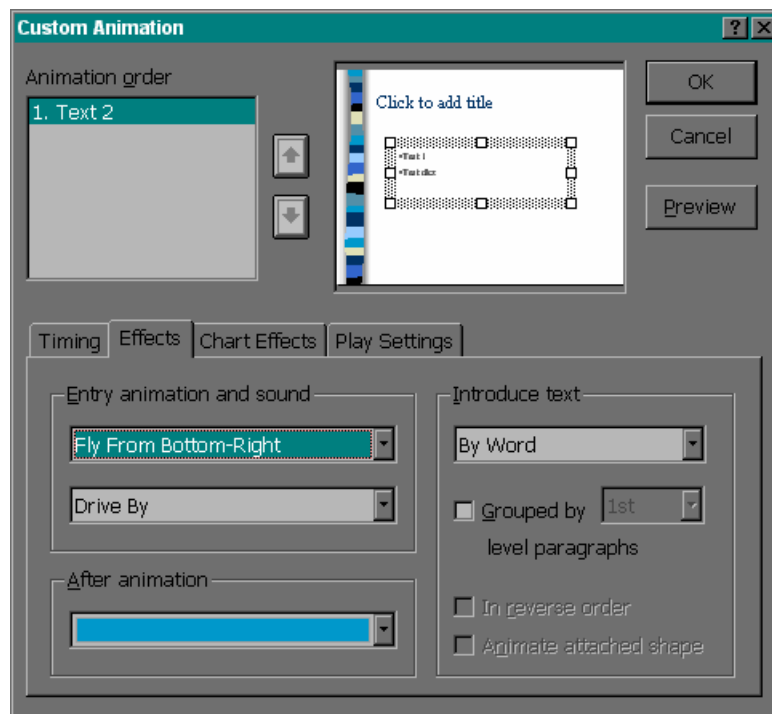 Custom Animation
Animation order
1. Text 2
Click to add title
•Text 1
OK
Cancel
Preview
Timing
Effects
Chart Effects
Play Settings
Entry animation and sound
Fly From Bottom-Right
Drive By
After animation
Introduce text
By Word
Grouped by 1st
level paragraphs
In reverse order
Animate attached shape